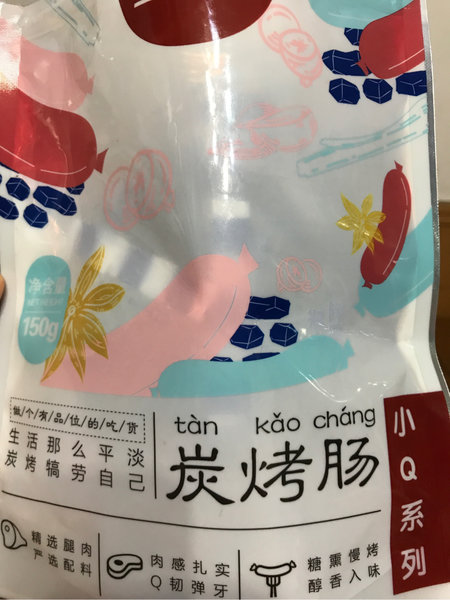 净含量
NET WEIGHT
150g
做/个/有/品/位/的/吃/货
生活那么平淡
炭烤犒劳自己
tàn kǎo cháng
炭烤肠
小Q系列
精选腿肉
严选配料
肉感扎实
Q韧弹牙
糖熏慢烤
醇香入味